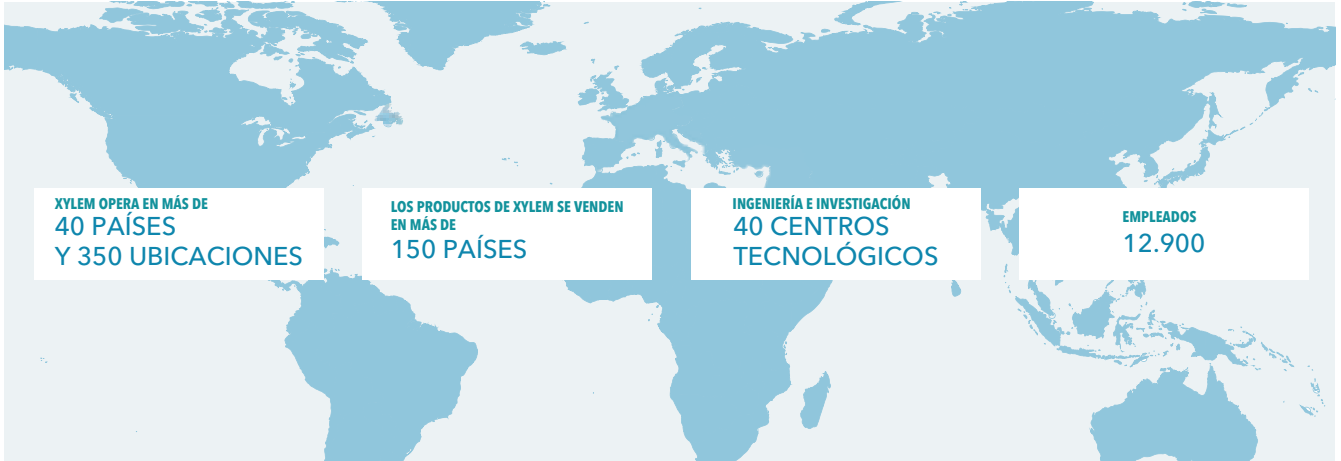 XYLEM OPERA EN MÁS DE
40 PAÍSES
Y 350 UBICACIONES
LOS PRODUCTOS DE XYLEM SE VENDEN
EN MÁS DE
150 PAÍSES
INGENIERÍA E INVESTIGACIÓN
40 CENTROS
TECNOLÓGICOS
EMPLEADOS
12.900